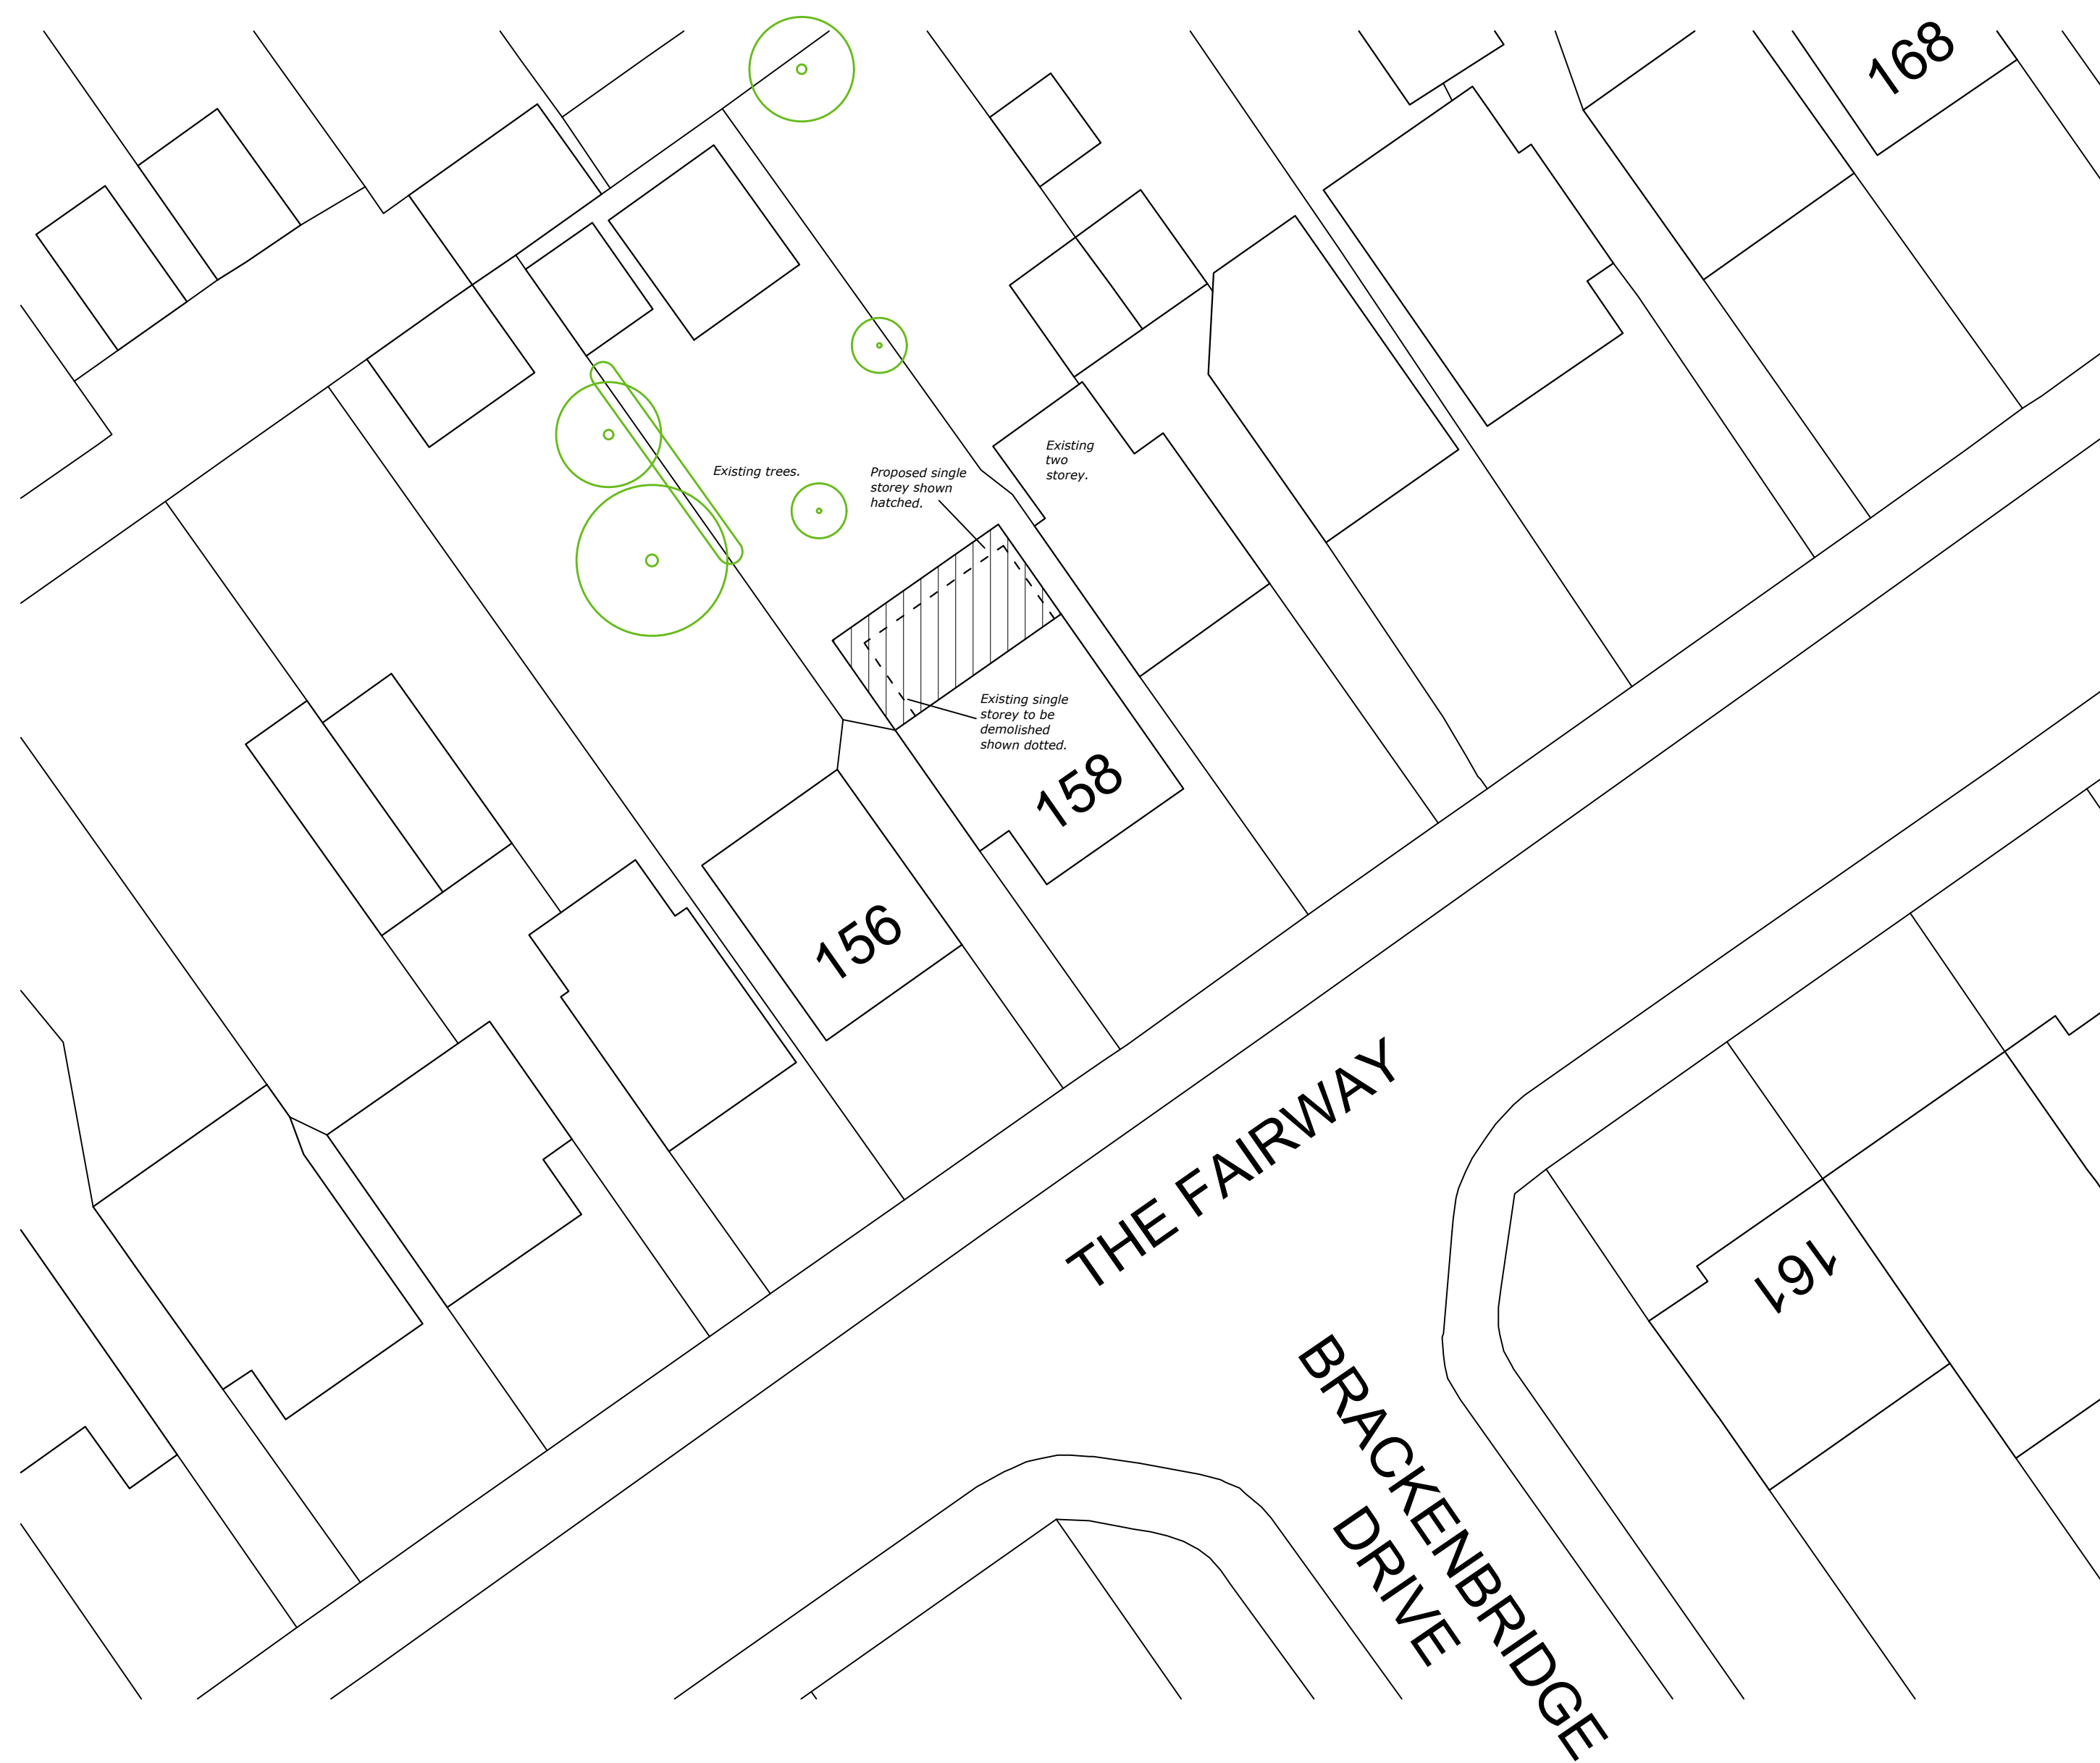 168
Existing
two
storey.
Existing trees.
Proposed single
storey shown
hatched.
Existing single
storey to be
demolished
shown dotted.
158
156
THE FAIRWAY
161
BRACKENBRIDGE
DRIVE